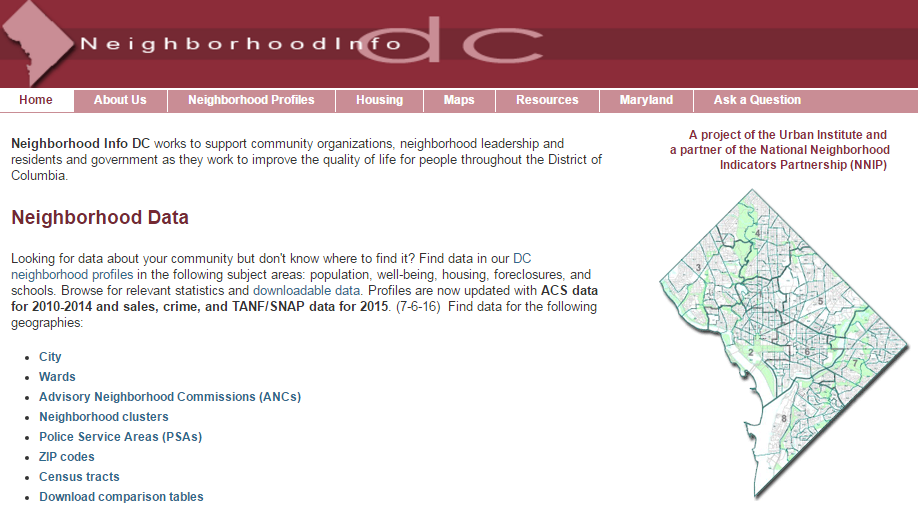 NeighborhoodInfo dc
Home About Us Neighborhood Profiles Housing Maps Resources Maryland Ask a Question
Neighborhood Info DC works to support community organizations, neighborhood leadership and
residents and government as they work to improve the quality of life for people throughout the District of
Columbia.
A project of the Urban Institute and
a partner of the National Neighborhood
Indicators Partnership (NNIP)
Neighborhood Data
Looking for data about your community but don't know where to find it? Find data in our DC
neighborhood profiles in the following subject areas: population, well-being, housing, foreclosures, and
schools. Browse for relevant statistics and downloadable data. Profiles are now updated with ACS data
for 2010-2014 and sales, crime, and TANF/SNAP data for 2015. (7-6-16) Find data for the following
geographies:
• City
• Wards
• Advisory Neighborhood Commissions (ANCs)
• Neighborhood clusters
• Police Service Areas (PSAs)
• ZIP codes
• Census tracts
• Download comparison tables
4
3
5
2
6
7
8